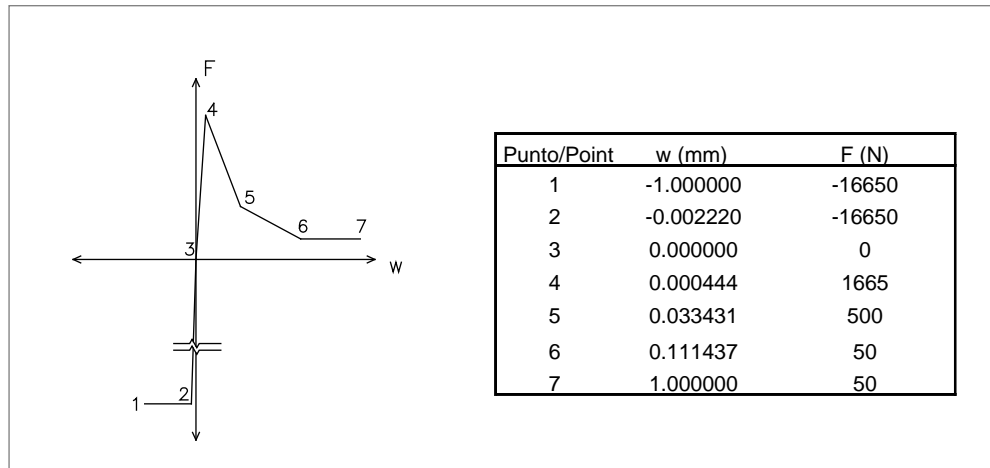 F
4
5
6
7
3
W
2
1
Punto/Point w (mm) F (N)
1 -1.000000 -16650
2 -0.002220 -16650
3 0.000000 0
4 0.000444 1665
5 0.033431 500
6 0.111437 50
7 1.000000 50